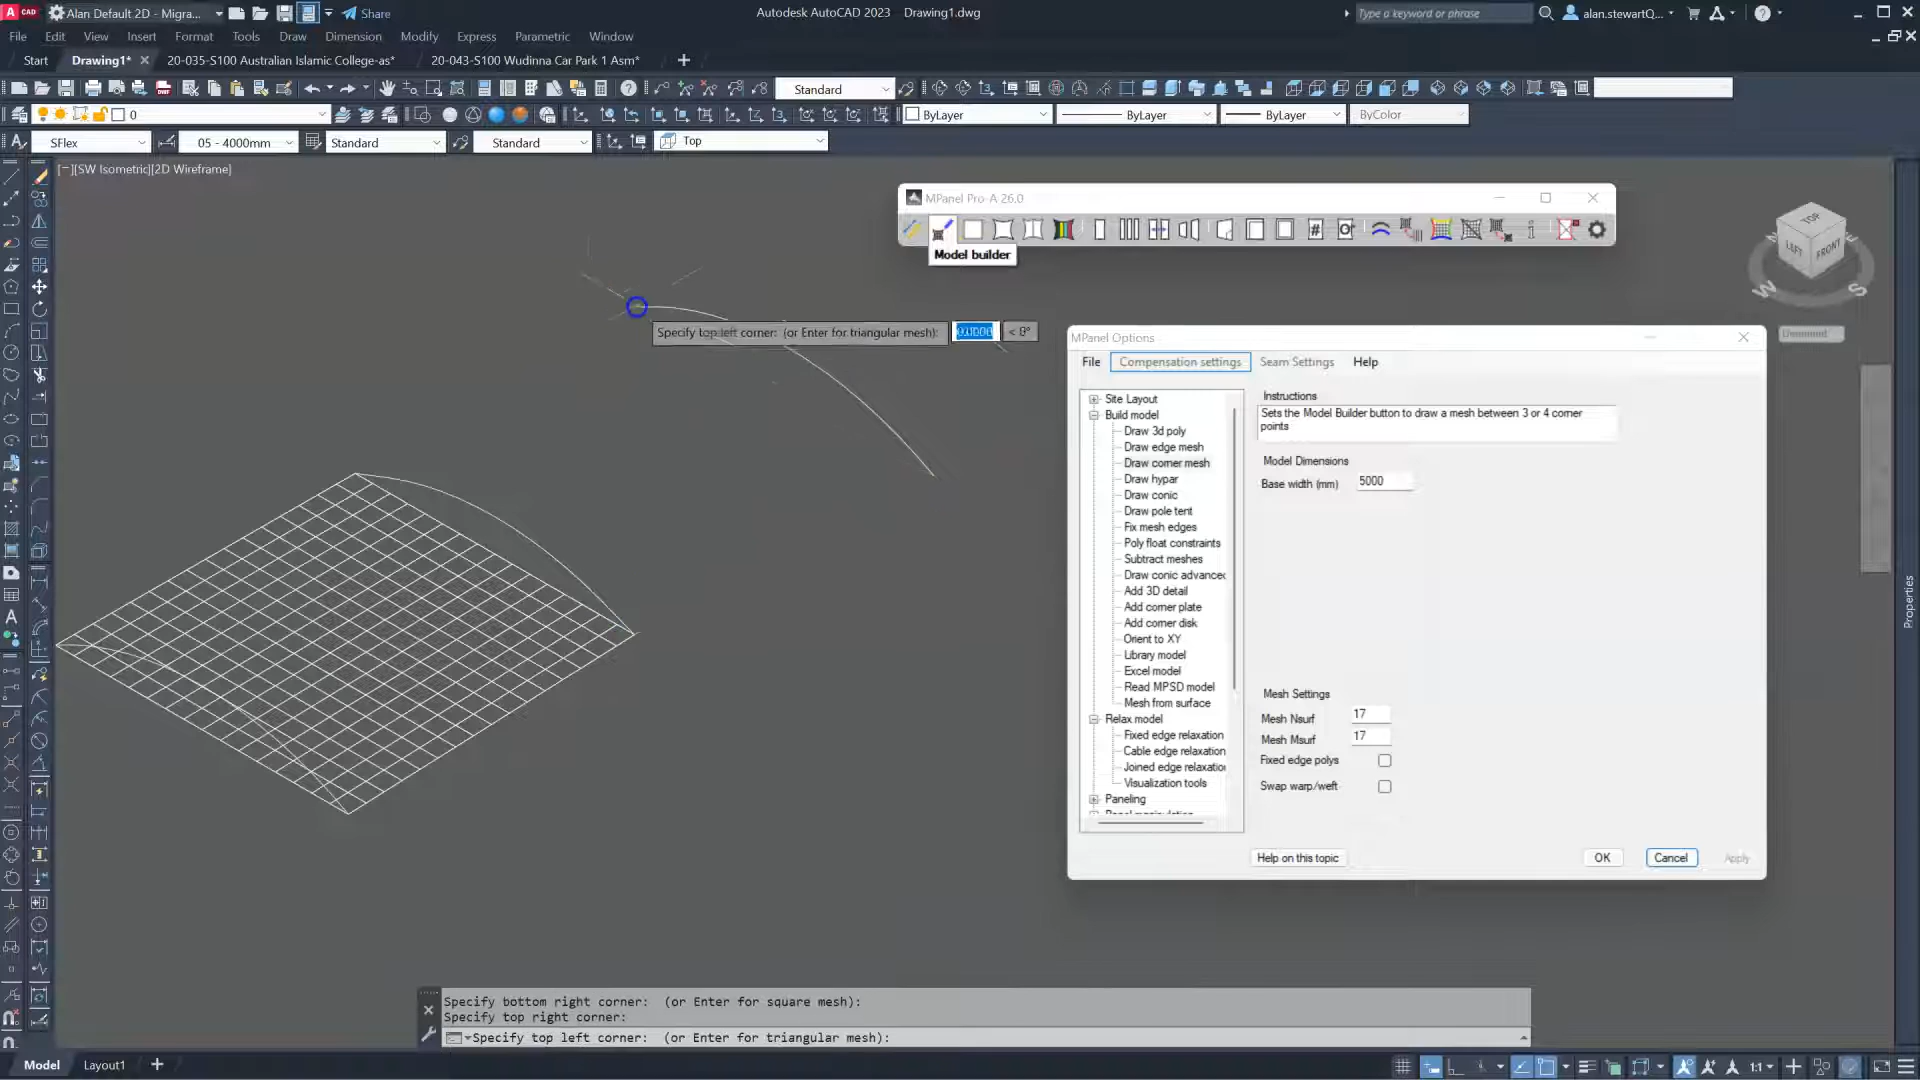 CAD
Alan Default 2D - Migra...
Share
Autodesk AutoCAD 2023 Drawing1.dwg
Type a keyword or phrase
alan.stewartQ...
File Edit View Insert Format Tools Draw Dimension Modify Express Parametric Window
Start Drawing1* 20-035-S100 Australian Islamic College-as* 20-043-S100 Wudinna Car Park 1 Asm*
Standard
0
ByLayer ByLayer ByLayer ByColor
SFlex 05 - 4000mm Standard Standard Top
[−][SW Isometric][2D Wireframe]
MPanel Pro-A 26.0
Model builder
TOP
LEFT FRONT
W S
Specify top left corner: (or Enter for triangular mesh):
MPanel Options
File Compensation settings Seam Settings Help
Site Layout
Build model
Draw 3d poly
Draw edge mesh
Draw corner mesh
Draw hypar
Draw conic
Draw pole tent
Fix mesh edges
Poly float constraints
Subtract meshes
Draw conic advanced
Add 3D detail
Add corner plate
Add corner disk
Orient to XY
Library model
Excel model
Read MPSD model
Mesh from surface
Relax model
Fixed edge relaxation
Cable edge relaxation
Joined edge relaxatio
Visualization tools
Paneling
Instructions
Sets the Model Builder button to draw a mesh between 3 or 4 corner
points
Model Dimensions
Base width (mm) 5000
Mesh Settings
Mesh Nsurf 17
Mesh Msurf 17
Fixed edge polys
Swap warp/weft
Help on this topic OK Cancel Apply
Properties
Specify bottom right corner: (or Enter for square mesh):
Specify top right corner:
Specify top left corner: (or Enter for triangular mesh):
Model Layout1
1:1